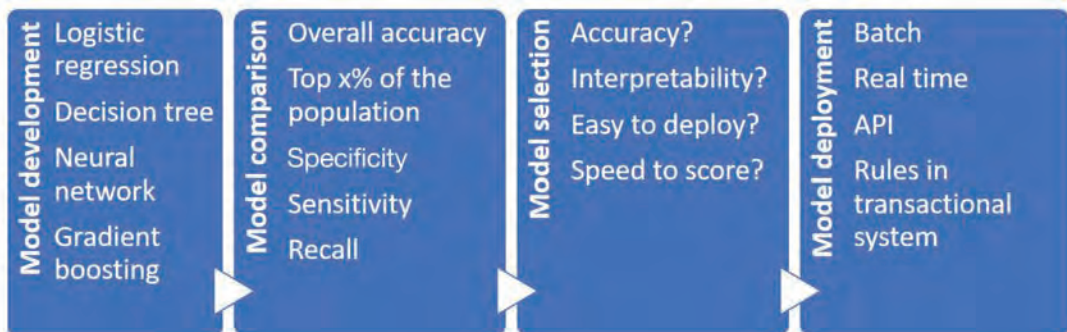 Model development
Logistic
regression
Decision tree
Neural
network
Gradient
boosting
Model comparison
Overall accuracy
Top x% of the
population
Specificity
Sensitivity
Recall
Model selection
Accuracy?
Interpretability?
Easy to deploy?
Speed to score?
Model deployment
Batch
Real time
API
Rules in
transactional
system